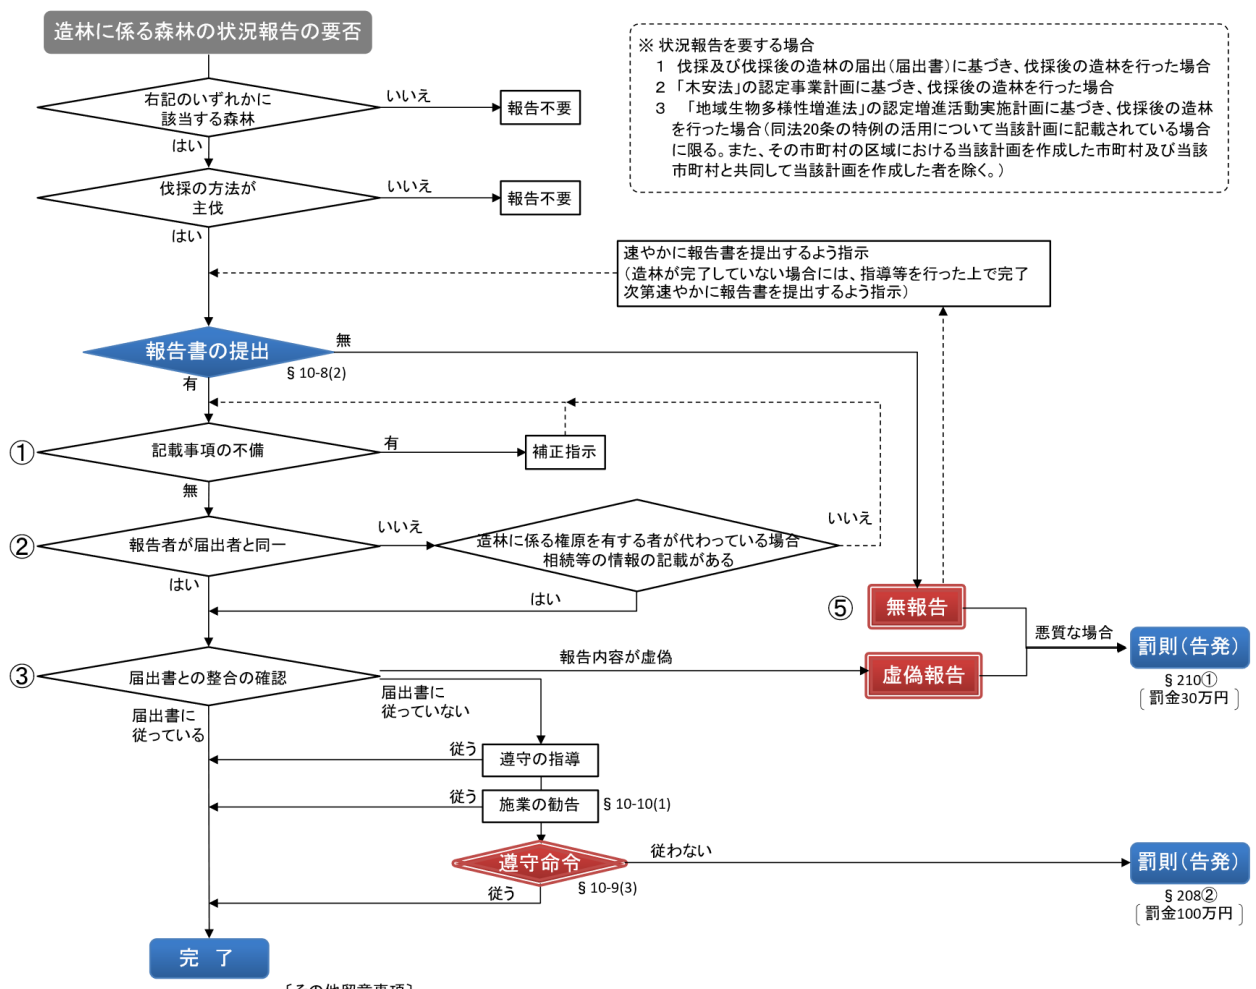 造林に係る森林の状況報告の要否
※ 状況報告を要する場合
1 伐採及び伐採後の造林の届出（届出書）に基づき、伐採後の造林を行った場合
2 「木安法」の認定事業計画に基づき、伐採後の造林を行った場合
3 「地域生物多様性増進法」の認定増進活動実施計画に基づき、伐採後の造林
を行った場合（同法20条の特例の活用について当該計画に記載されている場合
に限る。また、その市町村の区域における当該計画を作成した市町村及び当該
市町村と共同して当該計画を作成した者を除く。）
右記のいずれかに
該当する森林
いいえ
報告不要
はい
伐採の方法が
主伐
いいえ
報告不要
はい
速やかに報告書を提出するよう指示
（造林が完了していない場合には、指導等を行った上で完了
次第速やかに報告書を提出するよう指示）
報告書の提出
無
§10-8(2)
有
①
記載事項の不備
有
補正指示
無
②
報告者が届出者と同一
いいえ
造林に係る権原を有する者が代わっている場合
相続等の情報の記載がある
いいえ
はい
はい
⑤
無報告
悪質な場合
罰則（告発）
§210①
〔罰金30万円〕
③
届出書との整合の確認
報告内容が虚偽
虚偽報告
届出書に
従っていない
届出書に
従っている
従う
遵守の指導
従う
施業の勧告
§10-10(1)
遵守命令
従わない
§10-9(3)
従う
罰則（告発）
§208②
〔罰金100万円〕
完 了
〔その他留意事項〕